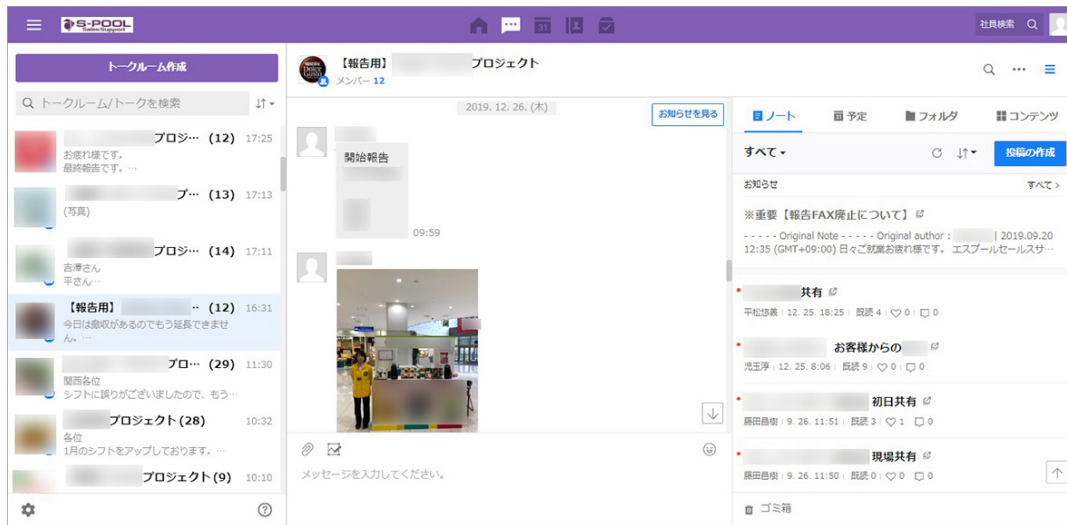 S-POOL
Sales Support
31
社員検索
トークルーム作成
トークルーム/トークを検索
プロジ… (12) 17:25
お疲れ様です。
最終報告です。…
プ… (13) 17:13
(写真)
プロジ… (14) 17:11
吉澤さん
平さん…
【報告用】 … (12) 16:31
今日は撤収があるのでもう延長できませ
ん。…
プロ… (29) 11:30
関西各位
シフトに誤りがございましたので、もう…
プロジェクト(28) 10:32
各位
1月のシフトをアップしております。…
プロジェクト(9) 10:10
【報告用】 プロジェクト
メンバー 12
2019. 12. 26. (木)
お知らせを見る
開始報告
09:59
メッセージを入力してください。
ノート 予定 フォルダ コンテンツ
すべて
投稿の作成
お知らせ すべて >
※重要【報告FAX廃止について】
- - - - - Original Note - - - - - Original author : | 2019.09.20
12:35 (GMT+09:00) 日々ご就業お疲れ様です。 エスプールセールスサ…
共有
平松悠義 | 12. 25. 18:25 | 既読 4 | 0 | 0
お客様からの
児玉淳 | 12. 25. 8:06 | 既読 9 | 0 | 0
初日共有
藤田昌樹 | 9. 26. 11:51 | 既読 3 | 1 0
現場共有
藤田昌樹 | 9. 26. 11:50 | 既読 0 | 0 0
ゴミ箱